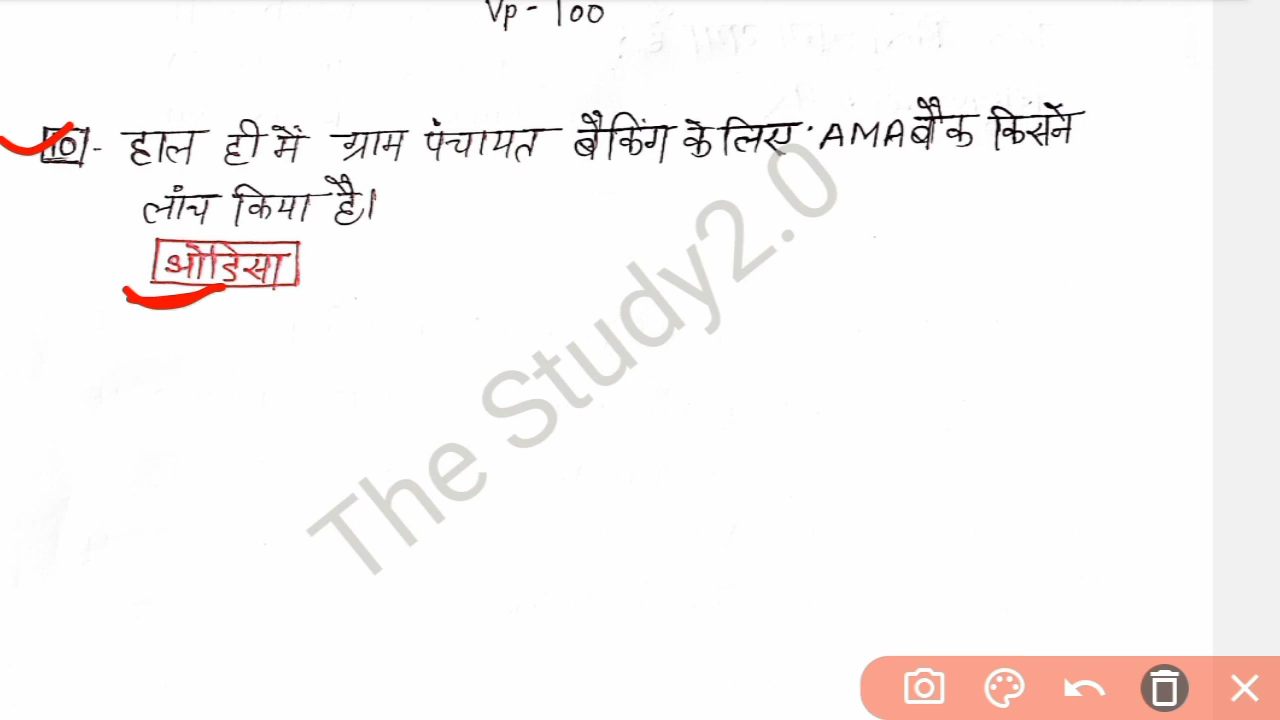 Vp - 100
10 - हाल ही में ग्राम पंचायत बैंकिंग के लिए AMA बैंक किसने
लांच किया है।
ओडिसा
The Study2.0